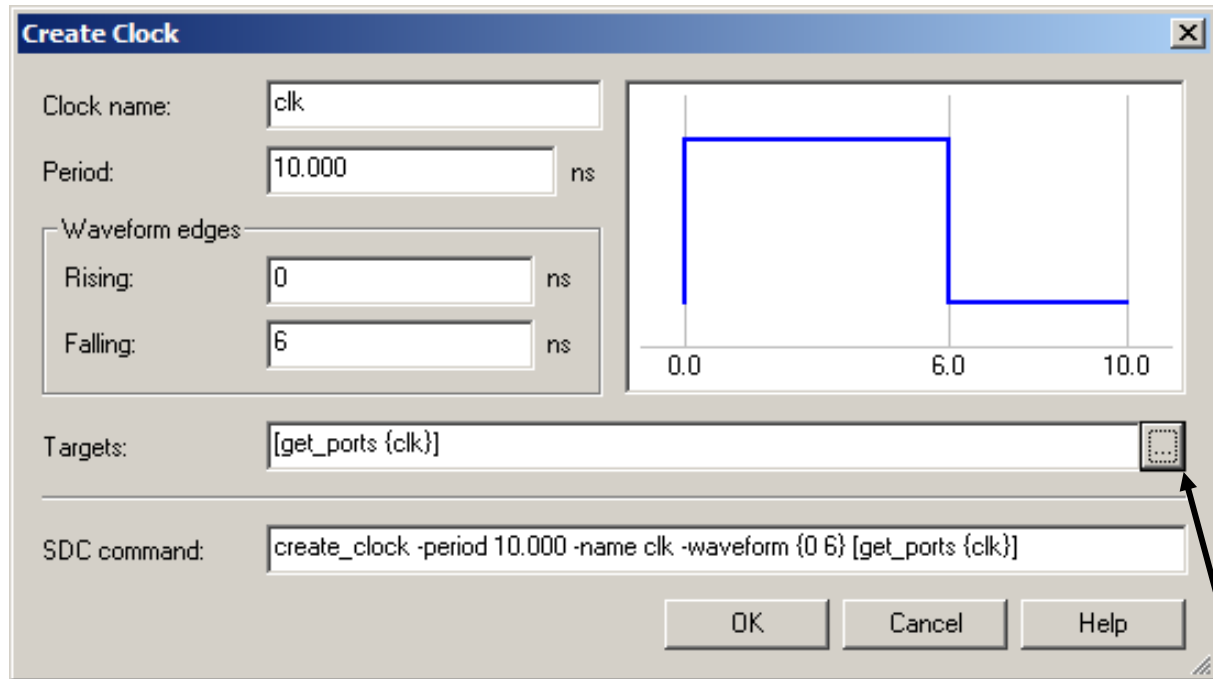 Create Clock
Clock name: clk
Period: 10.000 ns
Waveform edges
Rising: 0 ns
Falling: 6 ns
0.0 6.0 10.0
Targets: [get_ports {clk}] ...
SDC command: create_clock -period 10.000 -name clk -waveform {0 6} [get_ports {clk}]
OK Cancel Help